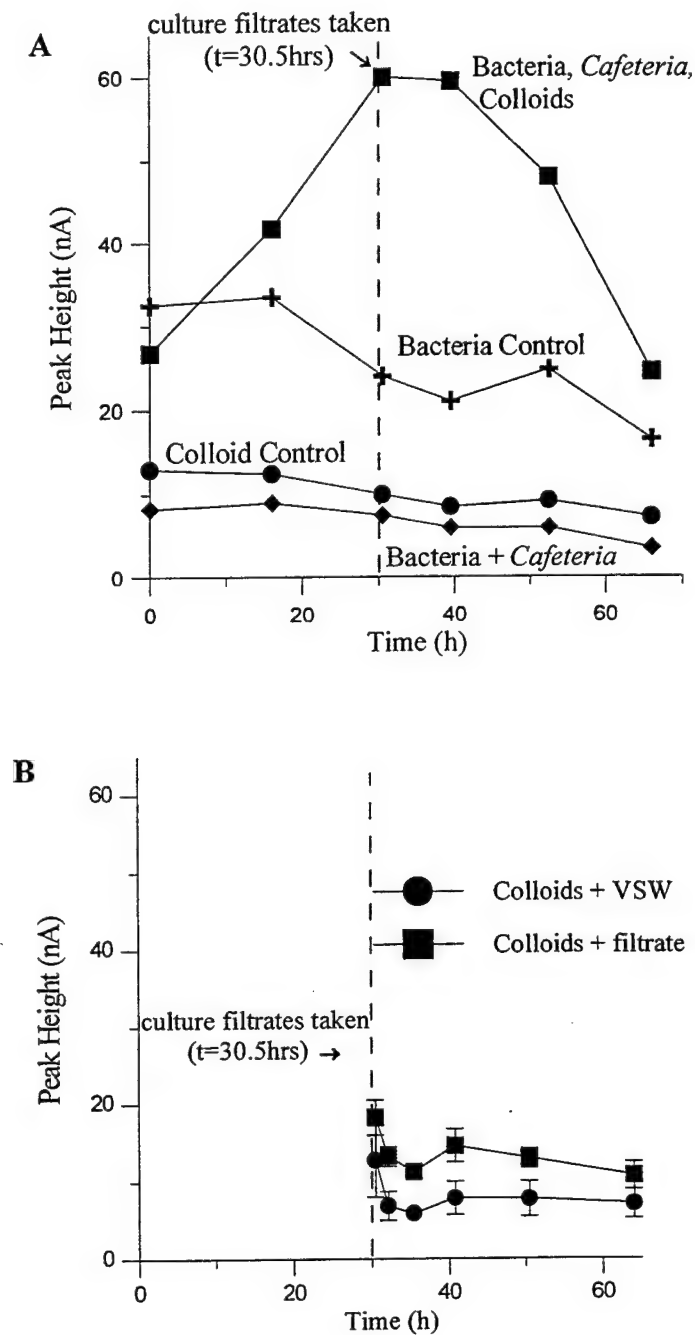 A
culture filtrates taken
(t=30.5hrs)
Bacteria, Cafeteria,
Colloids
60
40
20
0
Peak Height (nA)
Bacteria Control
Colloid Control
Bacteria + Cafeteria
0 20 40 60
Time (h)
B
60
40
20
0
Peak Height (nA)
Colloids + VSW
Colloids + filtrate
culture filtrates taken
(t=30.5hrs) →
0 20 40 60
Time (h)